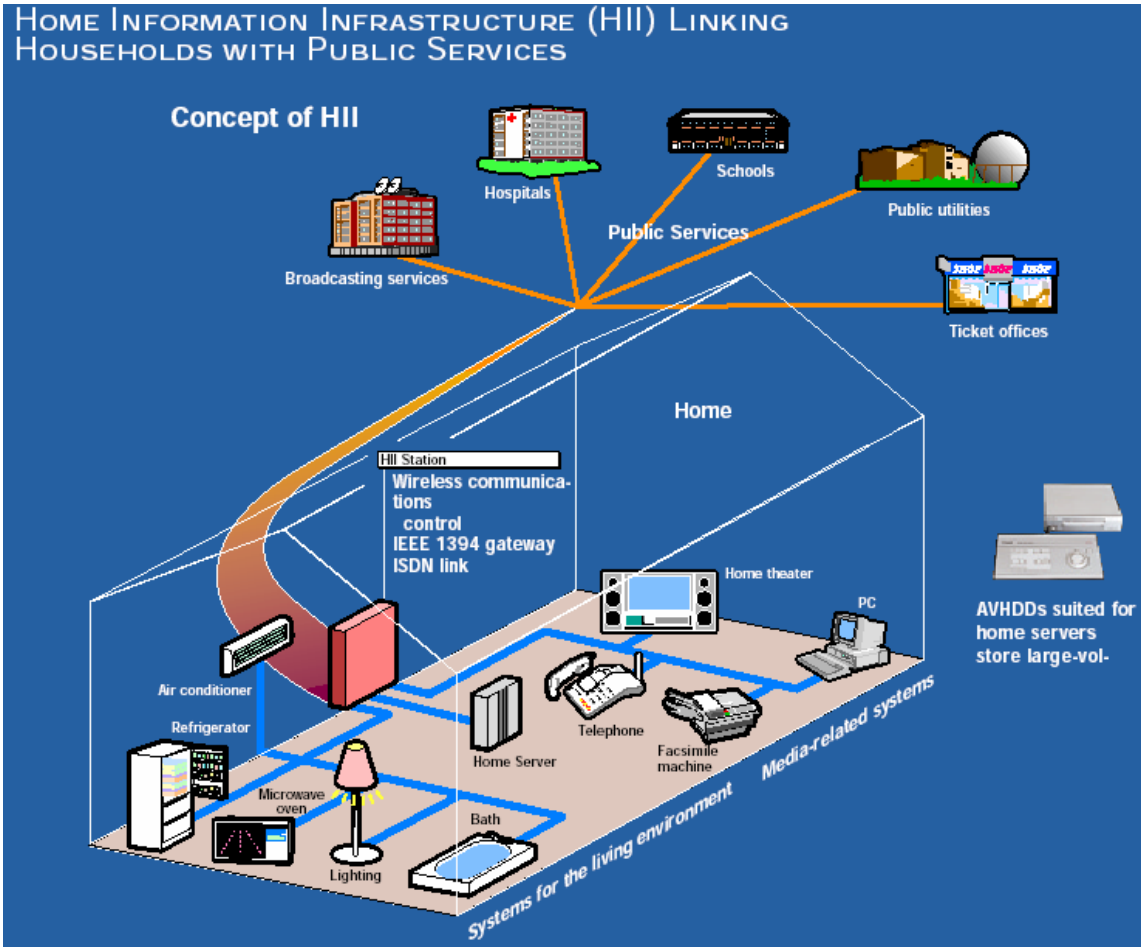 HOME INFORMATION INFRASTRUCTURE (HII) LINKING
HOUSEHOLDS WITH PUBLIC SERVICES
Concept of HII
Hospitals
Schools
Public utilities
Public Services
Broadcasting services
Ticket offices
Home
HII Station
Wireless communica-
tions
control
IEEE 1394 gateway
ISDN link
Home theater
PC
AVHDDs suited for
home servers
store large-vol-
Air conditioner
Refrigerator
Telephone
Facsimile
machine
Home Server
Microwave
oven
Bath
Lighting
Media-related systems
Systems for the living environment